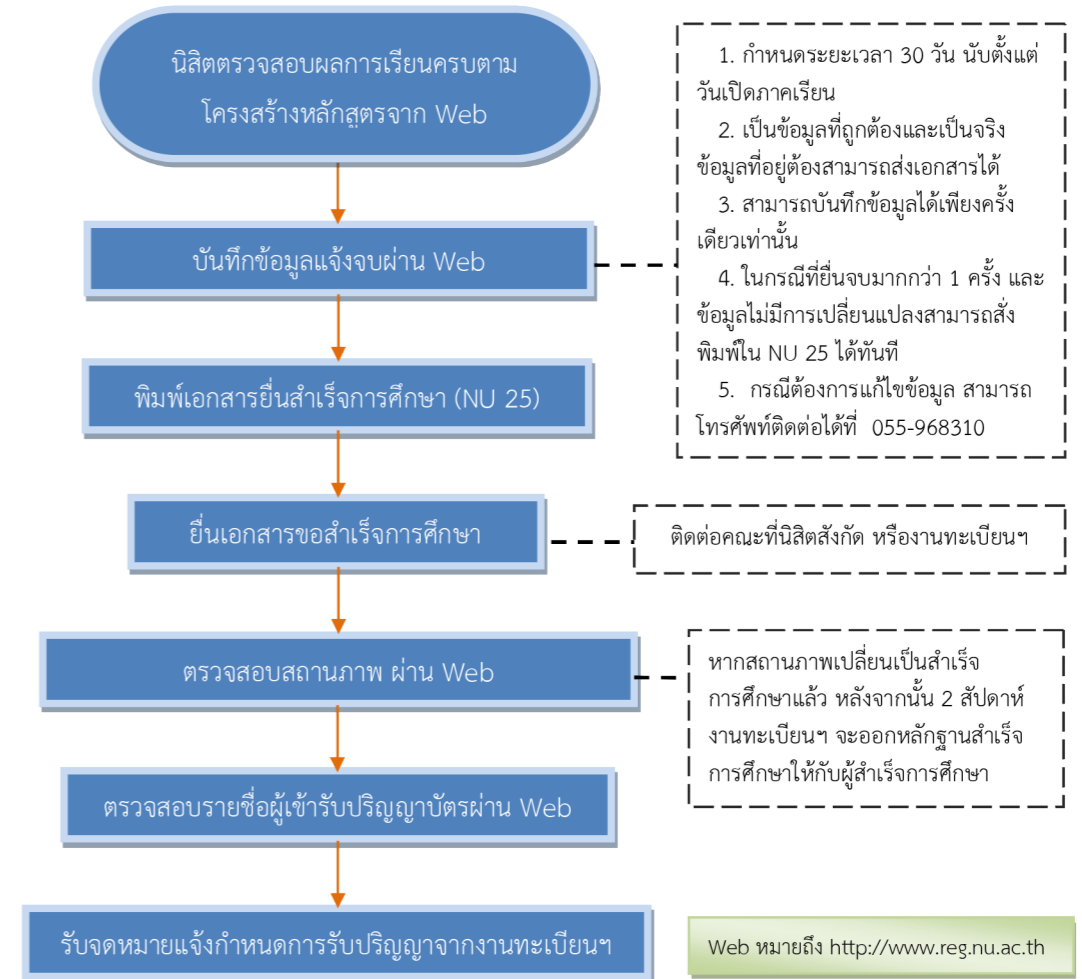 นิสิตตรวจสอบผลการเรียนครบตาม
โครงสร้างหลักสูตรจาก Web
1. กำหนดระยะเวลา 30 วัน นับตั้งแต่
วันเปิดภาคเรียน
2. เป็นข้อมูลที่ถูกต้องและเป็นจริง
ข้อมูลที่อยู่ต้องสามารถส่งเอกสารได้
3. สามารถบันทึกข้อมูลได้เพียงครั้ง
เดียวเท่านั้น
4. ในกรณีที่ยื่นจบมากกว่า 1 ครั้ง และ
ข้อมูลไม่มีการเปลี่ยนแปลงสามารถสั่ง
พิมพ์ใน NU 25 ได้ทันที
5. กรณีต้องการแก้ไขข้อมูล สามารถ
โทรศัพท์ติดต่อได้ที่ 055-968310
บันทึกข้อมูลแจ้งจบผ่าน Web
พิมพ์เอกสารยื่นสำเร็จการศึกษา (NU 25)
ยื่นเอกสารขอสำเร็จการศึกษา
ติดต่อคณะที่นิสิตสังกัด หรืองานทะเบียนฯ
ตรวจสอบสถานภาพ ผ่าน Web
หากสถานภาพเปลี่ยนเป็นสำเร็จ
การศึกษาแล้ว หลังจากนั้น 2 สัปดาห์
งานทะเบียนฯ จะออกหลักฐานสำเร็จ
การศึกษาให้กับผู้สำเร็จการศึกษา
ตรวจสอบรายชื่อผู้เข้ารับปริญญาบัตรผ่าน Web
รับจดหมายแจ้งกำหนดการรับปริญญาจากงานทะเบียนฯ
Web หมายถึง http://www.reg.nu.ac.th